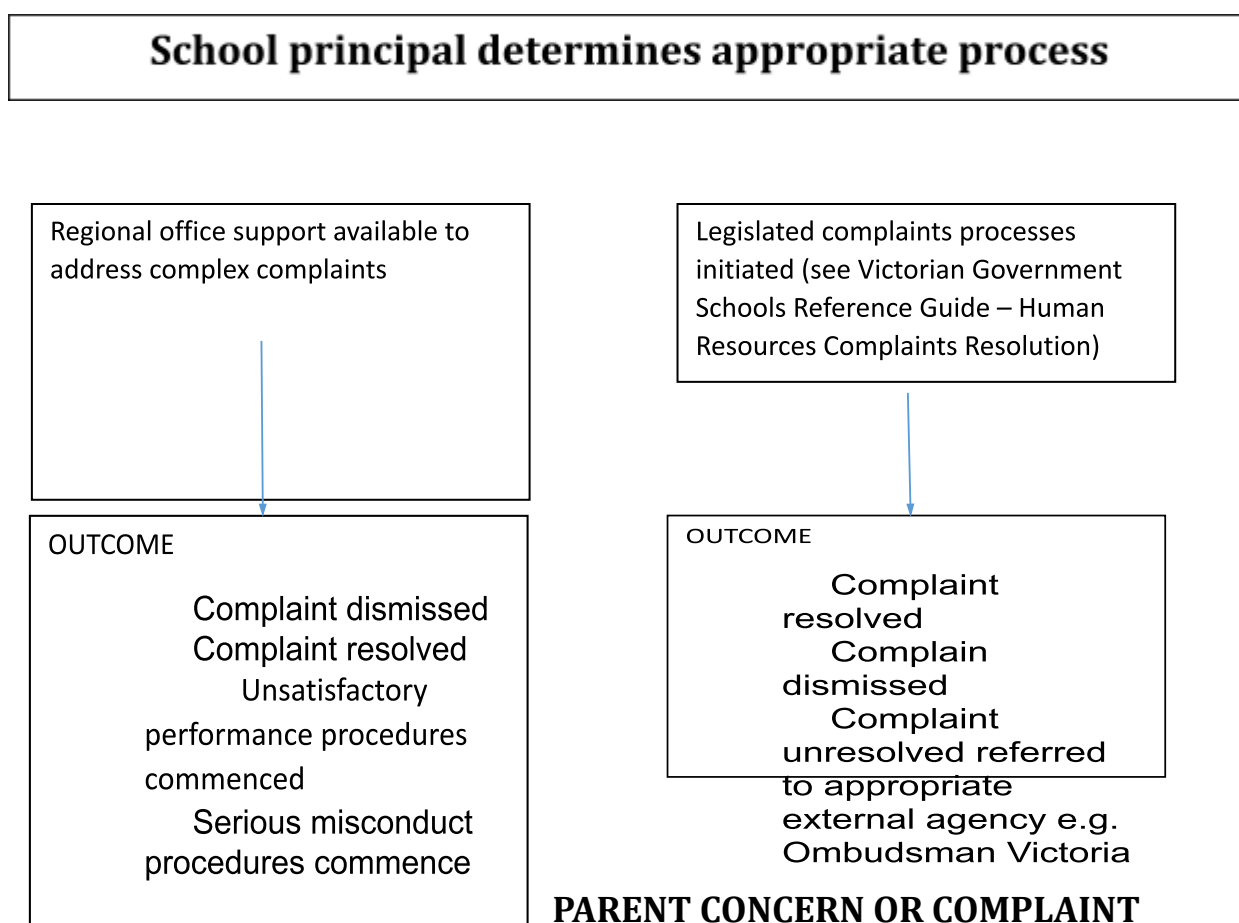 School principal determines appropriate process
Regional office support available to
address complex complaints
Legislated complaints processes
initiated (see Victorian Government
Schools Reference Guide – Human
Resources Complaints Resolution)
OUTCOME
Complaint dismissed
Complaint resolved
Unsatisfactory
performance procedures
commenced
Serious misconduct
procedures commence
OUTCOME
Complaint
resolved
Complain
dismissed
Complaint
unresolved referred
to appropriate
external agency e.g.
Ombudsman Victoria
PARENT CONCERN OR COMPLAINT